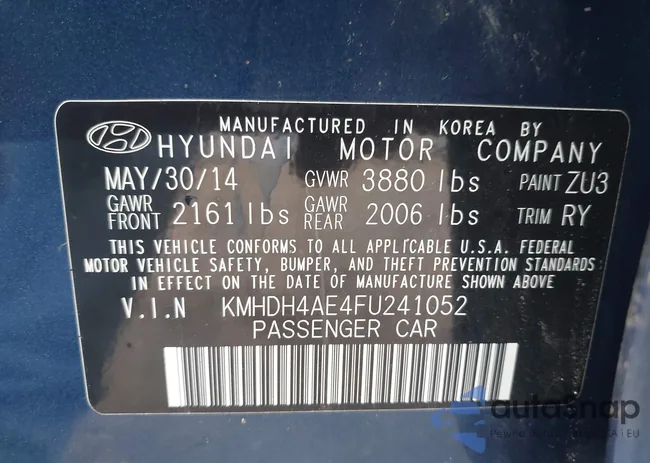 MANUFACTURED IN KOREA BY
HYUNDAI MOTOR COMPANY
MAY/30/14 GVWR 3880 lbs PAINT ZU3
GAWR FRONT 2161 lbs GAWR REAR 2006 lbs TRIM RY
THIS VEHICLE CONFORMS TO ALL APPLICABLE U.S.A. FEDERAL
MOTOR VEHICLE SAFETY, BUMPER, AND THEFT PREVENTION STANDARDS
IN EFFECT ON THE DATE OF MANUFACTURE SHOWN ABOVE.
V.I.N KMHDH4AE4FU241052
PASSENGER CAR
autoSnap